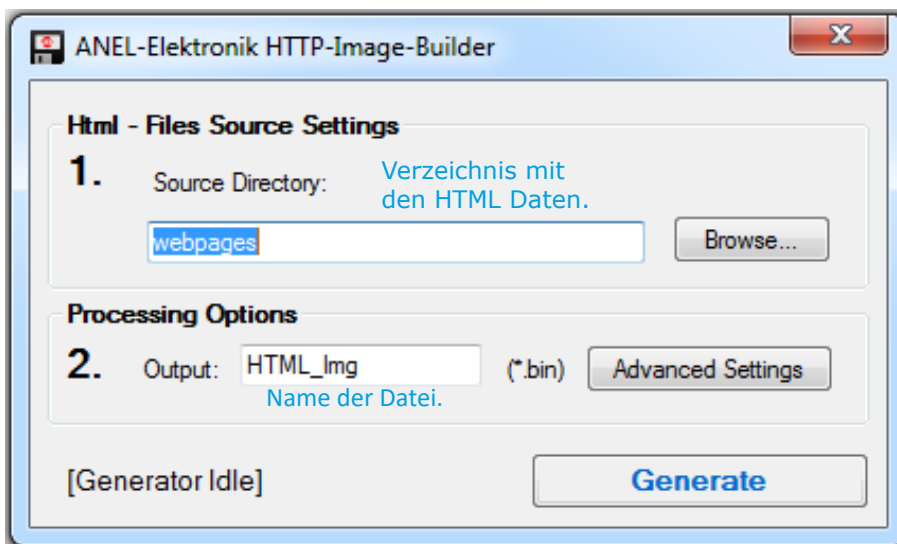 ANEL-Elektronik HTTP-Image-Builder
x
Html - Files Source Settings
1. Source Directory: Verzeichnis mit
den HTML Daten.
webpages Browse...
Processing Options
2. Output: HTML_Img (*.bin) Advanced Settings
Name der Datei.
[Generator Idle] Generate